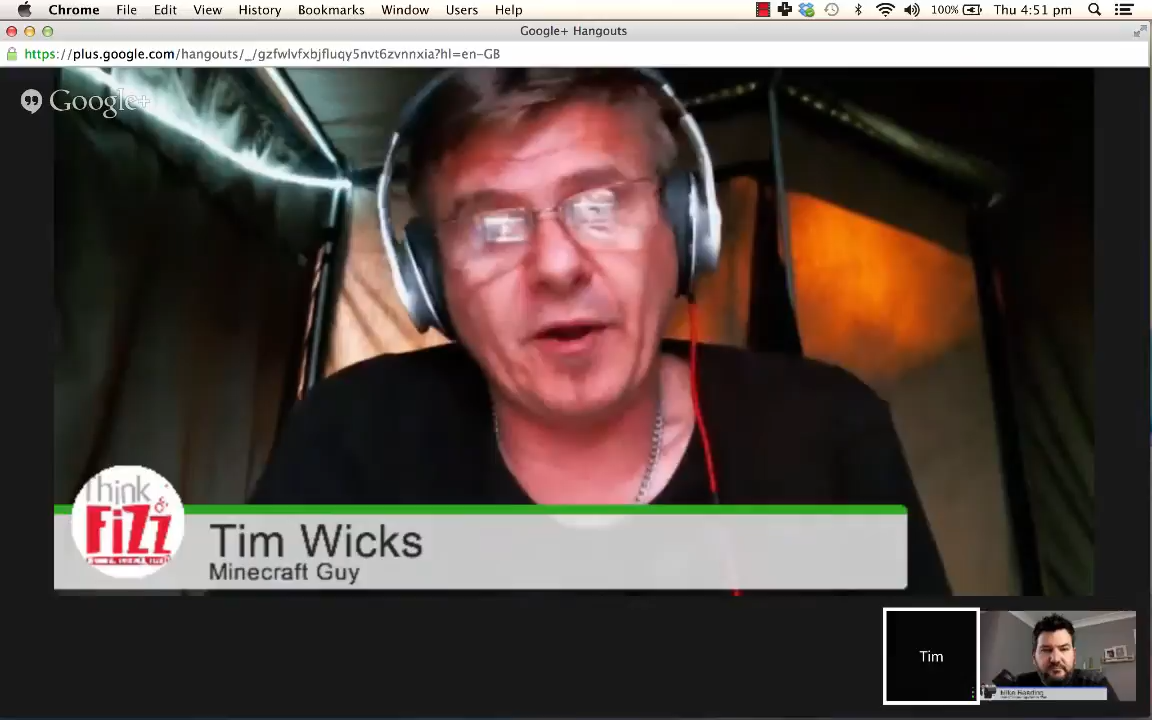 Chrome File Edit View History Bookmarks Window Users Help 100% Thu 4:51 pm
Google+ Hangouts
https://plus.google.com/hangouts/_/gzfwlvfxbjfluqy5nvt6zvnnxia?hl=en-GB
Google+
Think
&
FiZZ
Tim Wicks
Minecraft Guy
Tim